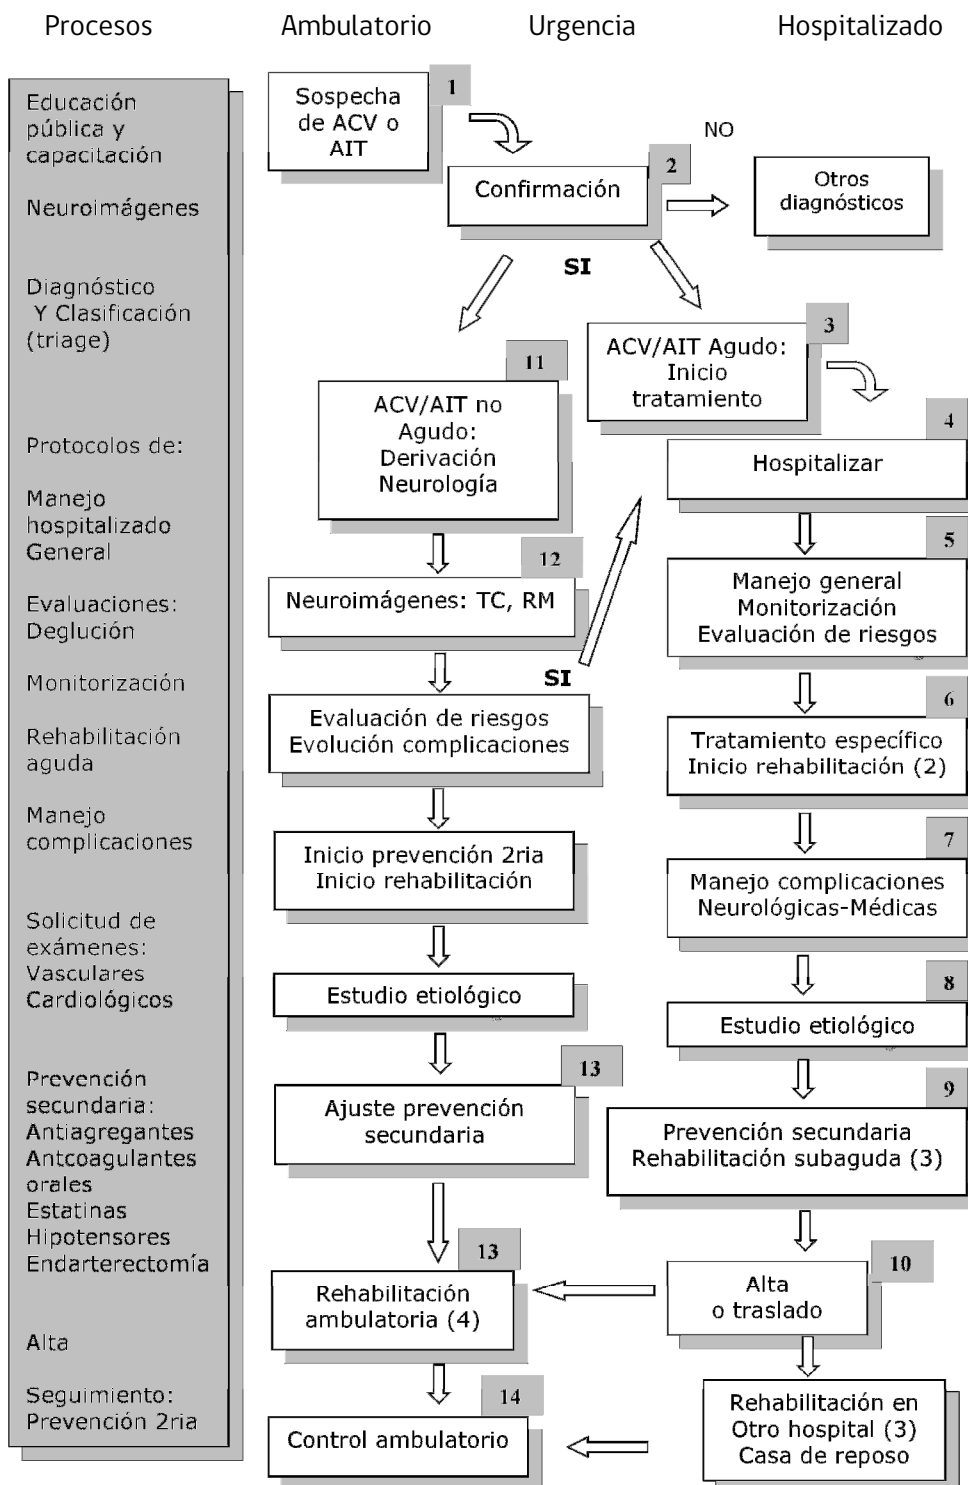 Procesos
Ambulatorio
Urgencia
Hospitalizado
Educación
pública y
capacitación
Neuroimágenes
Diagnóstico
Y Clasificación
(triage)
Protocolos de:
Manejo
hospitalizado
General
Evaluaciones:
Deglución
Monitorización
Rehabilitación
aguda
Manejo
complicaciones
Solicitud de
exámenes:
Vasculares
Cardiológicos
Prevención
secundaria:
Antiagregantes
Antcoagulantes
orales
Estatinas
Hipotensores
Endarterectomía
Alta
Seguimiento:
Prevención 2ria
1
Sospecha
de ACV o
AIT
2
Confirmación
NO
Otros
diagnósticos
SI
3
ACV/AIT Agudo:
Inicio
tratamiento
11
ACV/AIT no
Agudo:
Derivación
Neurología
12
Neuroimágenes: TC, RM
SI
Evaluación de riesgos
Evolución complicaciones
Inicio prevención 2ria
Inicio rehabilitación
Estudio etiológico
13
Ajuste prevención
secundaria
13
Rehabilitación
ambulatoria (4)
14
Control ambulatorio
4
Hospitalizar
5
Manejo general
Monitorización
Evaluación de riesgos
6
Tratamiento específico
Inicio rehabilitación (2)
7
Manejo complicaciones
Neurológicas-Médicas
8
Estudio etiológico
9
Prevención secundaria
Rehabilitación subaguda (3)
10
Alta
o traslado
Rehabilitación en
Otro hospital (3)
Casa de reposo